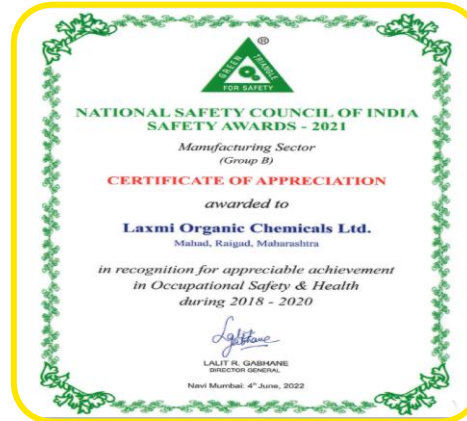 ®
GREEN TRIANGLE
FOR SAFETY
NATIONAL SAFETY COUNCIL OF INDIA
SAFETY AWARDS - 2021
Manufacturing Sector
(Group B)
CERTIFICATE OF APPRECIATION
awarded to
Laxmi Organic Chemicals Ltd.
Mahad, Raigad, Maharashtra
in recognition for appreciable achievement
in Occupational Safety & Health
during 2018 - 2020
LALIT R. GABHANE
DIRECTOR GENERAL
Navi Mumbai: 4th June, 2022